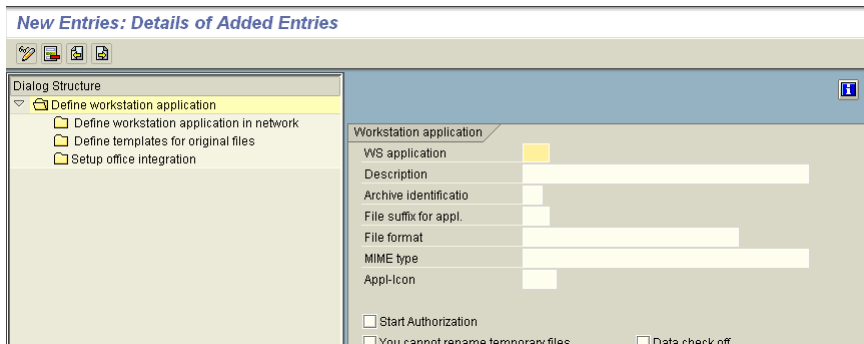 New Entries: Details of Added Entries
Dialog Structure
Define workstation application
Define workstation application in network
Define templates for original files
Setup office integration
Workstation application
WS application
Description
Archive identificatio
File suffix for appl.
File format
MIME type
Appl-Icon
Start Authorization
You cannot rename temporary files Data check off